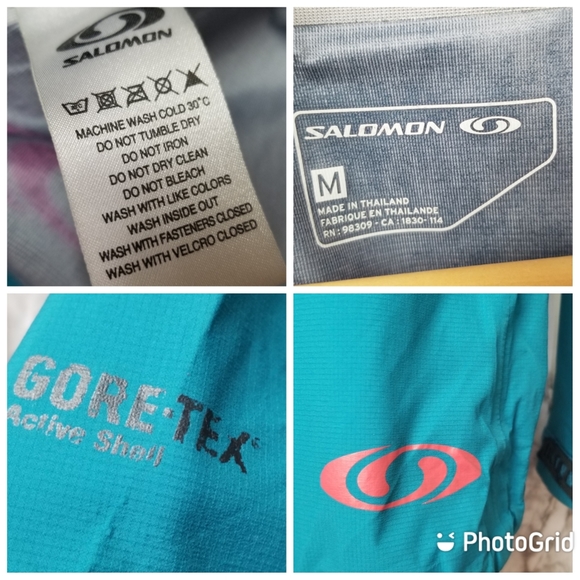 SALOMON
MACHINE WASH COLD 30°C
DO NOT TUMBLE DRY
DO NOT IRON
DO NOT DRY CLEAN
DO NOT BLEACH
WASH WITH LIKE COLORS
WASH INSIDE OUT
WASH WITH FASTENERS CLOSED
WASH WITH VELCRO CLOSED
SALOMON
M
MADE IN THAILAND
FABRIQUE EN THAILANDE
RN : 98309 - CA : 1830- 114
GORE-TEX
Active Shell
PhotoGrid